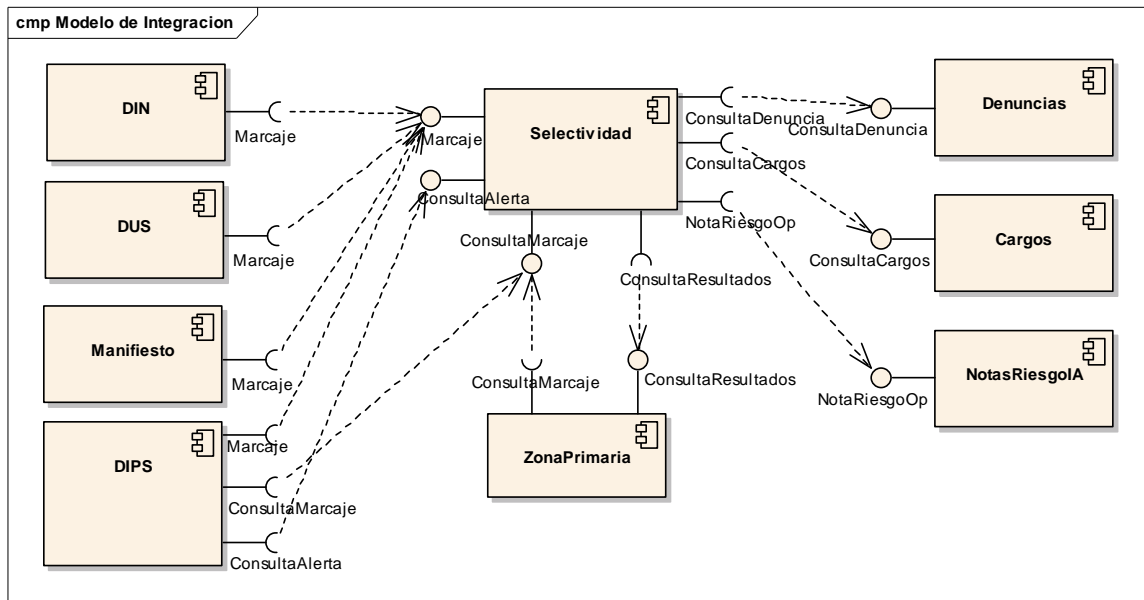 cmp Modelo de Integracion
DIN
Marcaje
DUS
Marcaje
Manifiesto
Marcaje
DIPS
Marcaje
ConsultaMarcaje
ConsultaAlerta
Marcaje
ConsultaAlerta
Selectividad
ConsultaMarcaje
ConsultaResultados
ConsultaMarcaje
ConsultaResultados
ZonaPrimaria
ConsultaDenuncia
ConsultaCargos
NotaRiesgoOp
ConsultaDenuncia
Denuncias
ConsultaCargos
Cargos
NotaRiesgoOp
NotasRiesgoIA